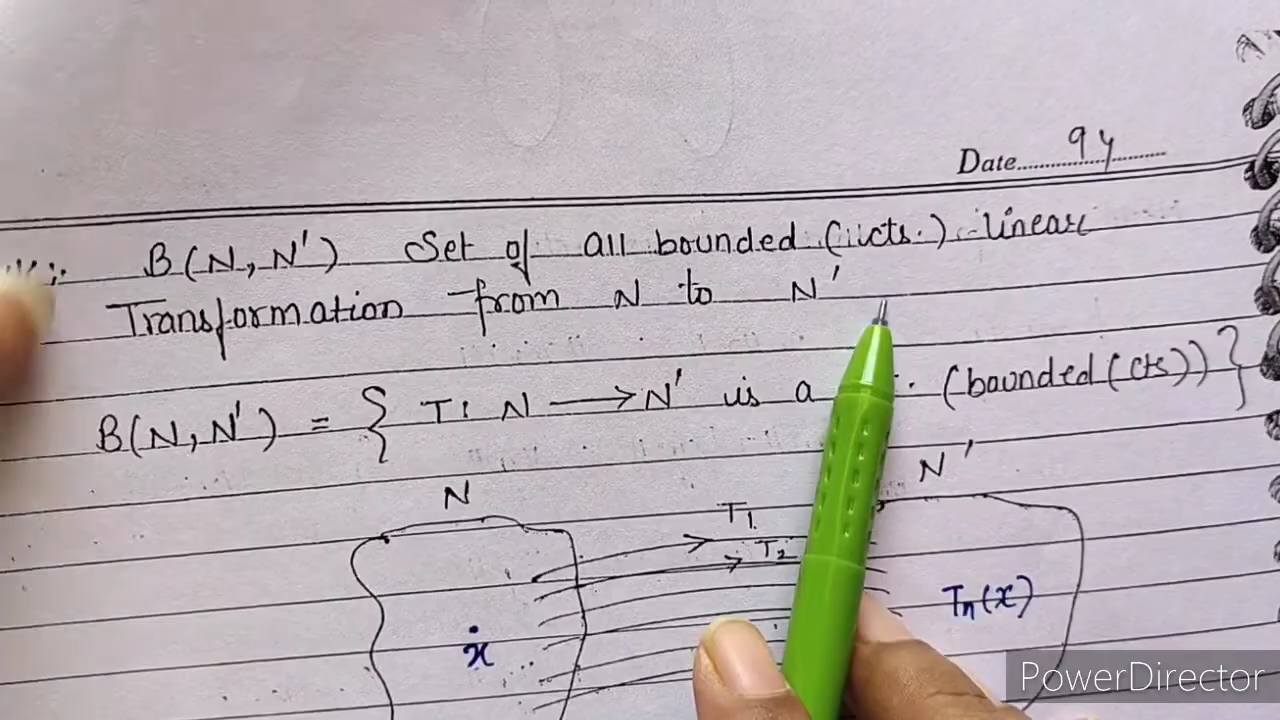 Date 94
B(N, N') Set of all bounded (cts.) linear
Transformation from N to N'
B(N, N') = { T: N → N' is a . (bounded (cts)) }
N
N'
T1
T2
x
Tn(x)
PowerDirector